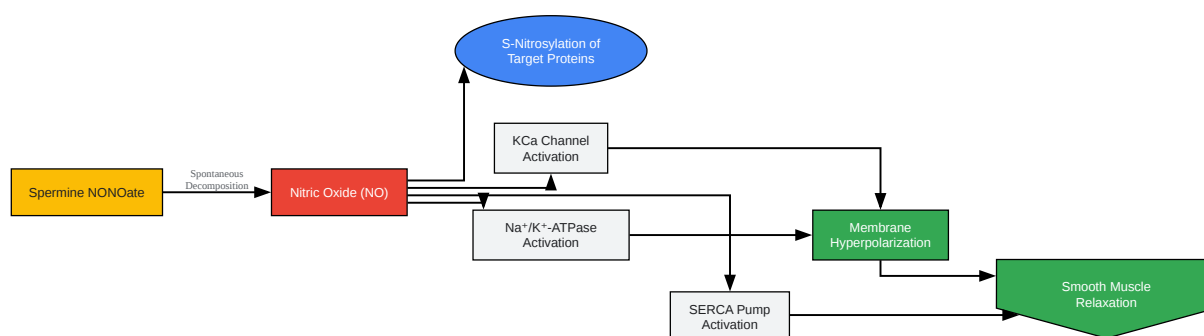 S-Nitrosylation of
Target Proteins
KCa Channel
Activation
Spontaneous
Decomposition
Spermine NONOate
Nitric Oxide (NO)
Na⁺/K⁺-ATPase
Activation
Membrane
Hyperpolarization
Smooth Muscle
Relaxation
SERCA Pump
Activation